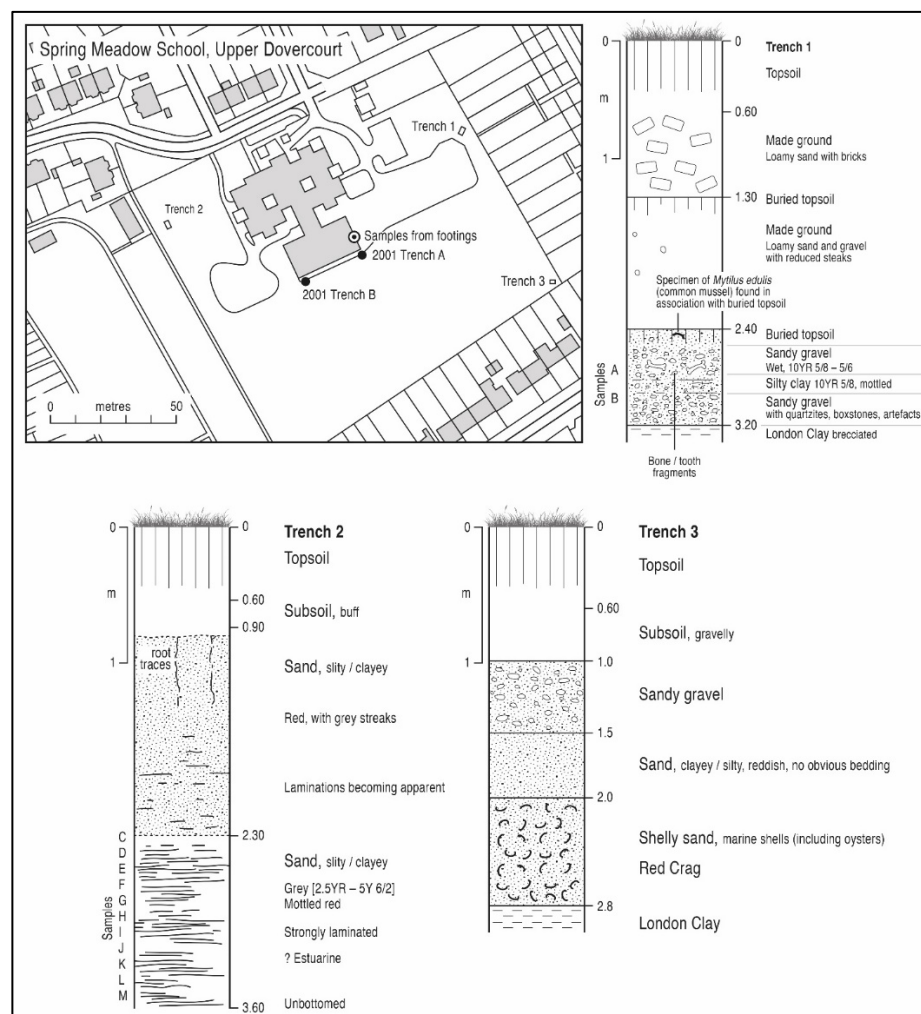 Spring Meadow School, Upper Dovercourt
Trench 1
Trench 2
Samples from footings
2001 Trench A
2001 Trench B
Trench 3
0 metres 50
0
0
Trench 1
Topsoil
m
0.60
Made ground
Loamy sand with bricks
1
1.30
Buried topsoil
Made ground
Loamy sand and gravel
with reduced steaks
Specimen of Mytilus edulis
(common mussel) found in
association with buried topsoil
2.40
Buried topsoil
Sandy gravel
Wet, 10YR 5/8 – 5/6
Samples
A
Silty clay 10YR 5/8, mottled
B
Sandy gravel
with quartzites, boxstones, artefacts
3.20
London Clay brecciated
Bone / tooth
fragments
0
0
Trench 2
Topsoil
m
0.60
Subsoil, buff
0.90
1
root
traces
Sand, slity / clayey
Red, with grey streaks
Laminations becoming apparent
2.30
Samples
C
D
E
F
G
H
I
J
K
L
M
Sand, slity / clayey
Grey [2.5YR – 5Y 6/2]
Mottled red
Strongly laminated
? Estuarine
3.60
Unbottomed
0
0
Trench 3
Topsoil
m
0.60
Subsoil, gravelly
1
1.0
Sandy gravel
1.5
Sand, clayey / silty, reddish, no obvious bedding
2.0
Shelly sand, marine shells (including oysters)
Red Crag
2.8
London Clay